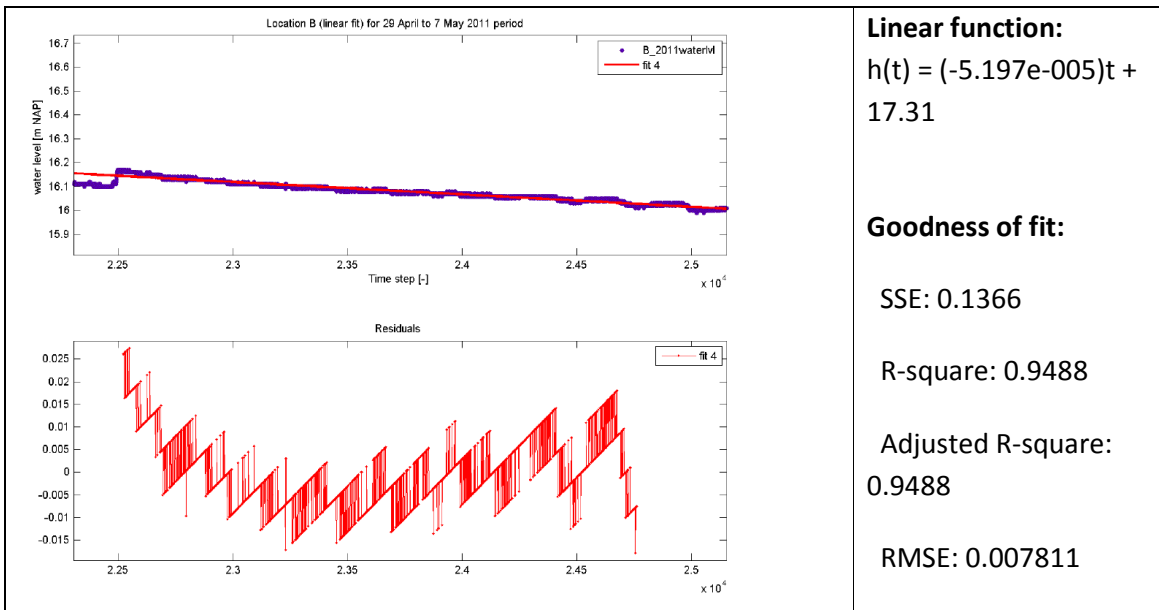 Location B (linear fit) for 29 April to 7 May 2011 period
water level [m NAP]
16.7
16.6
16.5
16.4
16.3
16.2
16.1
16
15.9
B_2011waterlvl
fit 4
2.25
2.3
2.35
2.4
2.45
2.5
Time step [-]
x 10^4
Residuals
0.025
0.02
0.015
0.01
0.005
0
-0.005
-0.01
-0.015
fit 4
2.25
2.3
2.35
2.4
2.45
2.5
x 10^4
Linear function:
h(t) = (-5.197e-005)t +
17.31
Goodness of fit:
SSE: 0.1366
R-square: 0.9488
Adjusted R-square:
0.9488
RMSE: 0.007811